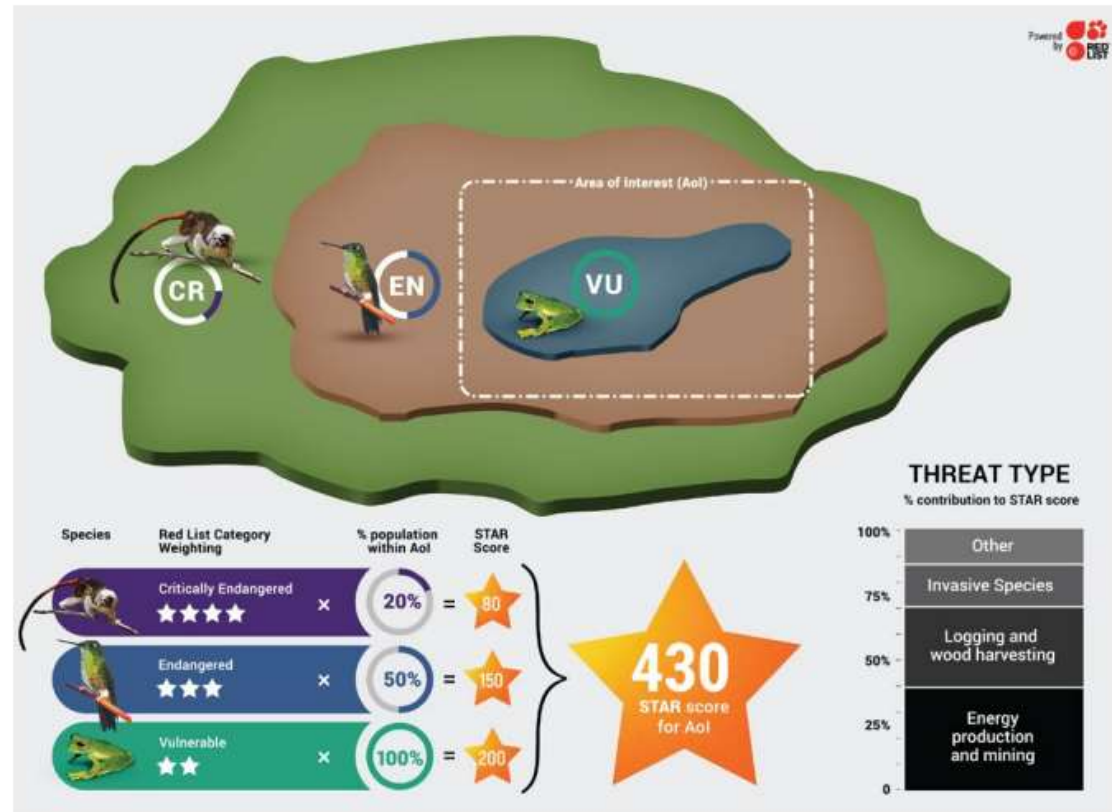 Powered
by
RED
LIST
Area of Interest (AoI)
CR
EN
VU
THREAT TYPE
% contribution to STAR score
100%
75%
50%
25%
0
Other
Invasive Species
Logging and
wood harvesting
Energy
production
and mining
Species
Red List Category
Weighting
% population
within AoI
STAR
Score
Critically Endangered
×
20%
=
80
Endangered
×
50%
=
150
Vulnerable
×
100%
=
200
430
STAR score
for AoI